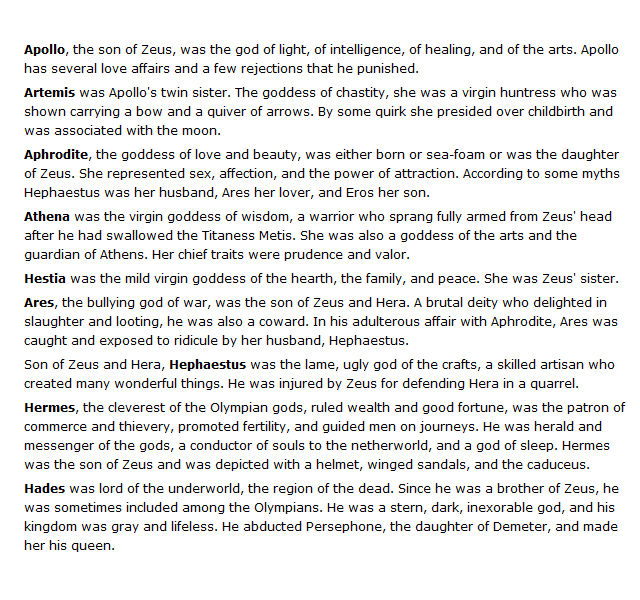 Apollo, the son of Zeus, was the god of light, of intelligence, of healing, and of the arts. Apollo
has several love affairs and a few rejections that he punished.
Artemis was Apollo's twin sister. The goddess of chastity, she was a virgin huntress who was
shown carrying a bow and a quiver of arrows. By some quirk she presided over childbirth and
was associated with the moon.
Aphrodite, the goddess of love and beauty, was either born or sea-foam or was the daughter
of Zeus. She represented sex, affection, and the power of attraction. According to some myths
Hephaestus was her husband, Ares her lover, and Eros her son.
Athena was the virgin goddess of wisdom, a warrior who sprang fully armed from Zeus' head
after he had swallowed the Titaness Metis. She was also a goddess of the arts and the
guardian of Athens. Her chief traits were prudence and valor.
Hestia was the mild virgin goddess of the hearth, the family, and peace. She was Zeus' sister.
Ares, the bullying god of war, was the son of Zeus and Hera. A brutal deity who delighted in
slaughter and looting, he was also a coward. In his adulterous affair with Aphrodite, Ares was
caught and exposed to ridicule by her husband, Hephaestus.
Son of Zeus and Hera, Hephaestus was the lame, ugly god of the crafts, a skilled artisan who
created many wonderful things. He was injured by Zeus for defending Hera in a quarrel.
Hermes, the cleverest of the Olympian gods, ruled wealth and good fortune, was the patron of
commerce and thievery, promoted fertility, and guided men on journeys. He was herald and
messenger of the gods, a conductor of souls to the netherworld, and a god of sleep. Hermes
was the son of Zeus and was depicted with a helmet, winged sandals, and the caduceus.
Hades was lord of the underworld, the region of the dead. Since he was a brother of Zeus, he
was sometimes included among the Olympians. He was a stern, dark, inexorable god, and his
kingdom was gray and lifeless. He abducted Persephone, the daughter of Demeter, and made
her his queen.